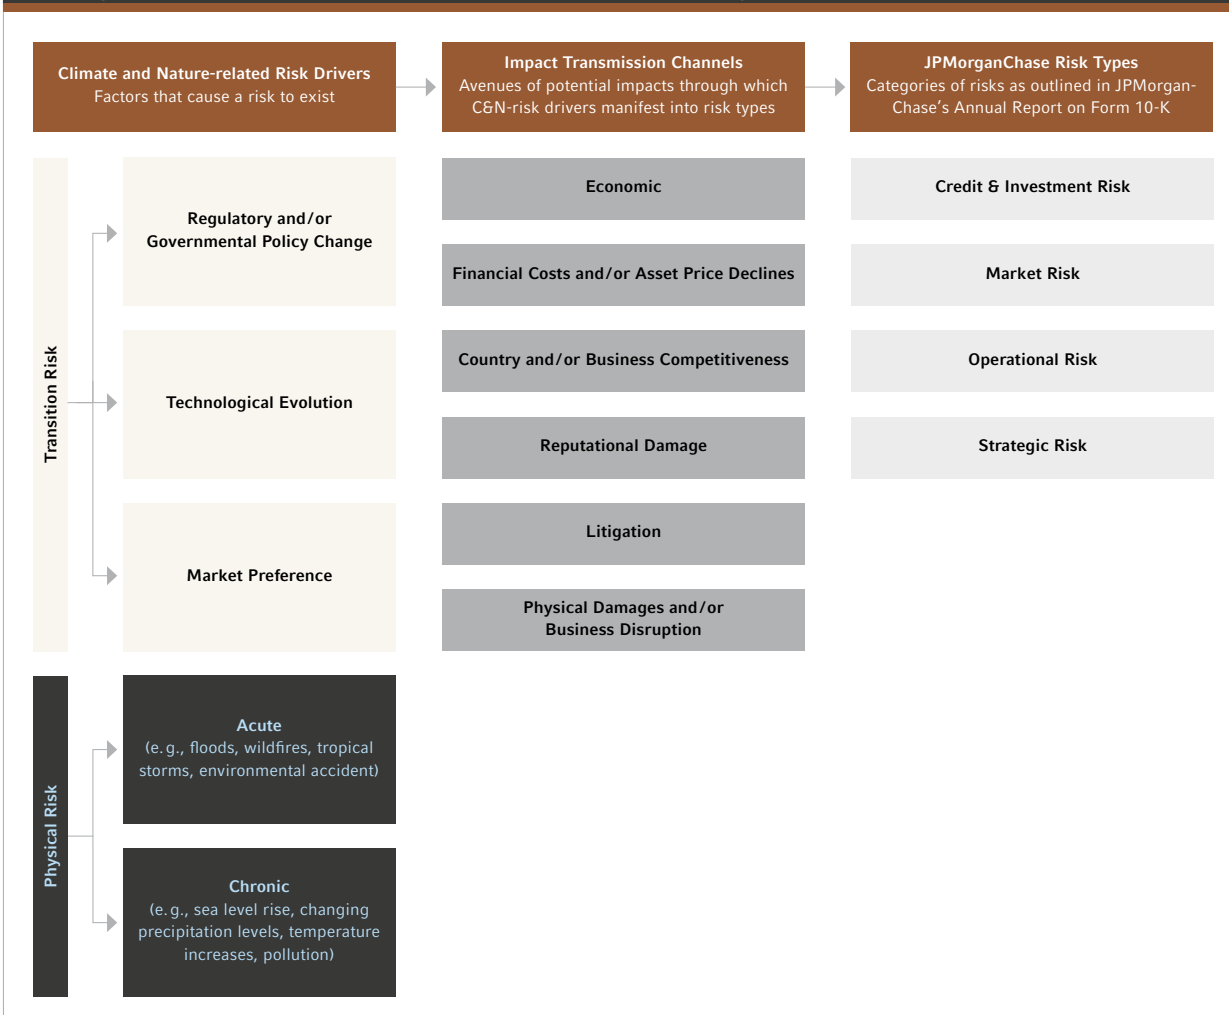 Climate and Nature-related Risk Drivers
Factors that cause a risk to exist
Impact Transmission Channels
Avenues of potential impacts through which
C&N-risk drivers manifest into risk types
JPMorganChase Risk Types
Categories of risks as outlined in JPMorgan-
Chase’s Annual Report on Form 10-K
Transition Risk
Regulatory and/or
Governmental Policy Change
Technological Evolution
Market Preference
Physical Risk
Acute
(e.g., floods, wildfires, tropical
storms, environmental accident)
Chronic
(e.g., sea level rise, changing
precipitation levels, temperature
increases, pollution)
Economic
Financial Costs and/or Asset Price Declines
Country and/or Business Competitiveness
Reputational Damage
Litigation
Physical Damages and/or
Business Disruption
Credit & Investment Risk
Market Risk
Operational Risk
Strategic Risk